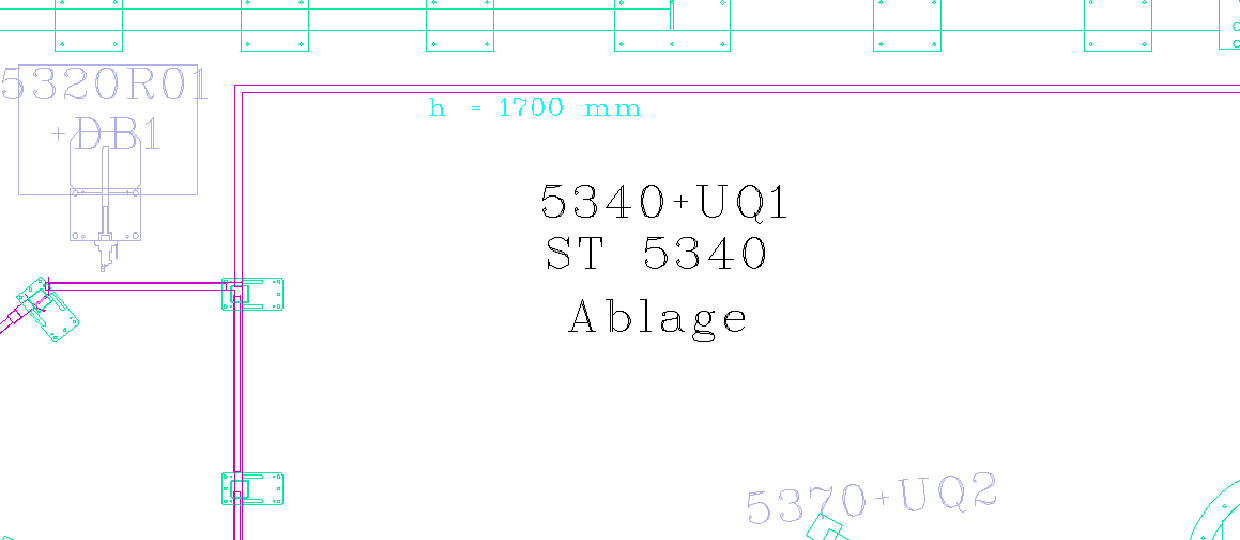 5320R01
+DB1
h = 1700 mm
5340+UQ1
ST 5340
Ablage
5370+UQ2